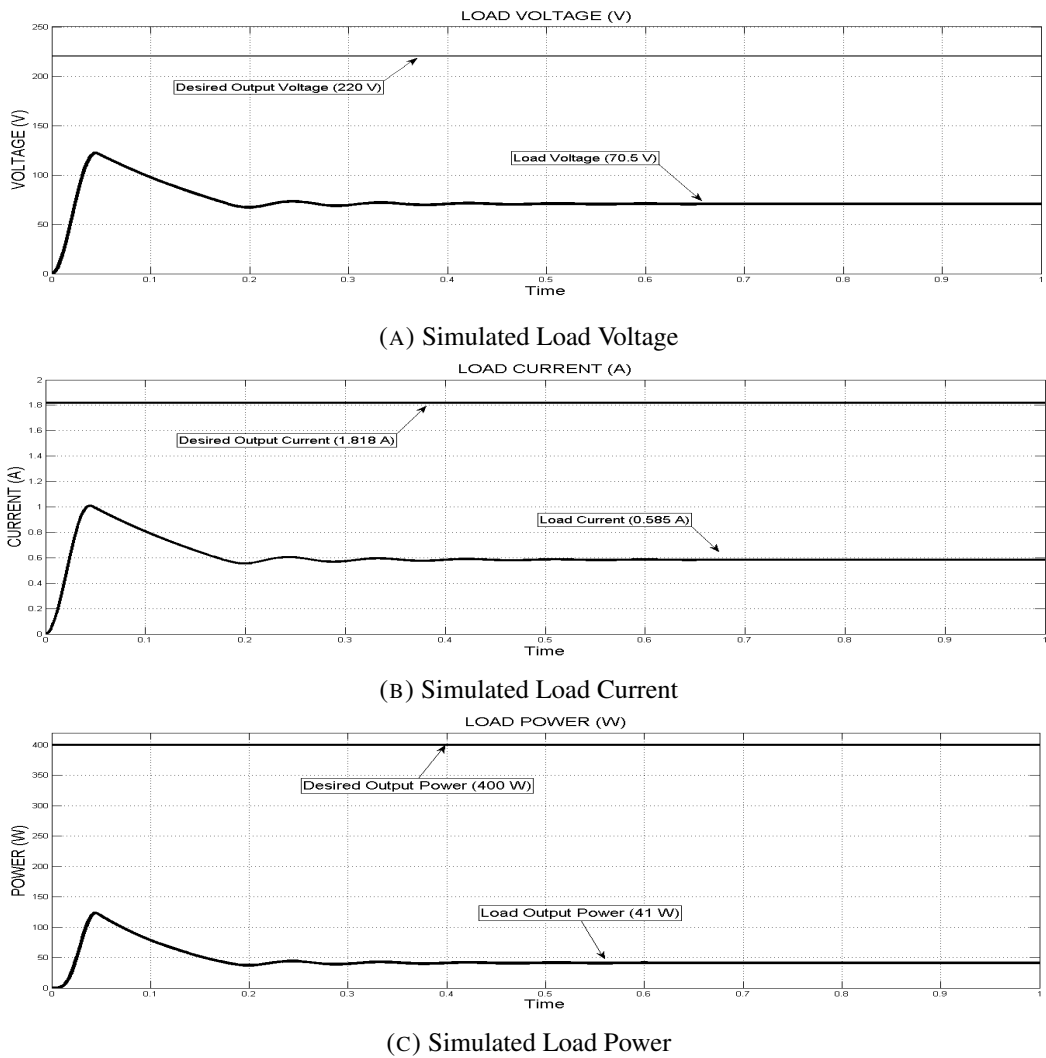 LOAD VOLTAGE (V)
250
200
150
100
50
0
VOLTAGE (V)
Desired Output Voltage (220 V)
Load Voltage (70.5 V)
0 0.1 0.2 0.3 0.4 0.5 0.6 0.7 0.8 0.9 1
Time
(A) Simulated Load Voltage
LOAD CURRENT (A)
2
1.8
1.6
1.4
1.2
1
0.8
0.6
0.4
0.2
0
CURRENT (A)
Desired Output Current (1.818 A)
Load Current (0.585 A)
0 0.1 0.2 0.3 0.4 0.5 0.6 0.7 0.8 0.9 1
Time
(B) Simulated Load Current
LOAD POWER (W)
400
350
300
250
200
150
100
50
0
POWER (W)
Desired Output Power (400 W)
Load Output Power (41 W)
0 0.1 0.2 0.3 0.4 0.5 0.6 0.7 0.8 0.9 1
Time
(C) Simulated Load Power